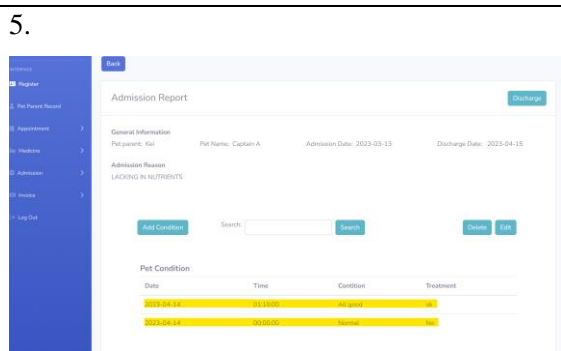 5.
Back
Register
Pet Parent Record
Appointment
Medicine
Admission
Invoice
Log Out
Admission Report
Discharge
General Information
Pet parent: Kai Pet Name: Captain A Admission Date: 2023-03-13 Discharge Date: 2023-04-15
Admission Reason
LACKING IN NUTRIENTS
Add Condition Search: Search Delete Edit
Pet Condition
Date Time Contition Treatment
2023-04-14 All good ok
2023-04-14 00:00:00 Normal No